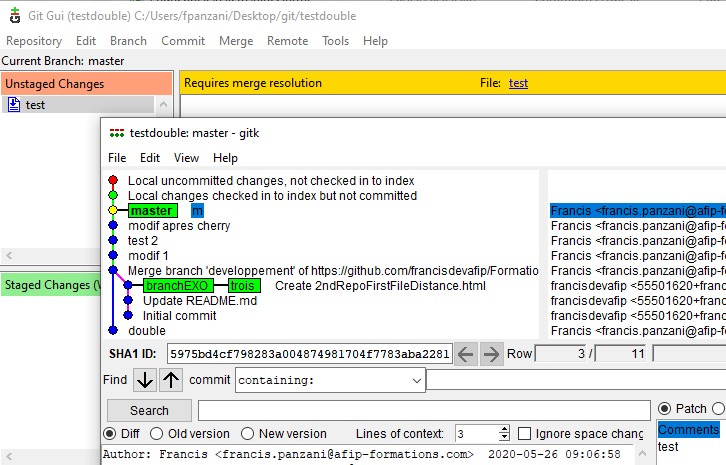 Git Gui (testdouble) C:/Users/fpanzani/Desktop/git/testdouble
Repository Edit Branch Commit Merge Remote Tools Help
Current Branch: master
Unstaged Changes
Requires merge resolution File: test
test
testdouble: master - gitk
File Edit View Help
Local uncommitted changes, not checked in to index
Local changes checked in to index but not committed
master m Francis <francis.panzani@afip-fo
modif apres cherry Francis <francis.panzani@afip-fo
test 2 Francis <francis.panzani@afip-fo
modif 1 Francis <francis.panzani@afip-fo
Merge branch 'developpement' of https://github.com/francisdevafip/Formatio Francis <francis.panzani@afip-fo
Staged Changes (W
branchEXO trois Create 2ndRepoFirstFileDistance.html francisdevafip <55501620+franc
Update README.md francisdevafip <55501620+franc
Initial commit francisdevafip <55501620+franc
double Francis <francis.panzani@afip-fo
SHA1 ID: 5975bd4cf798283a004874981704f7783aba2281 Row 3 / 11
Find commit containing:
Search
Patch
Diff Old version New version Lines of context: 3 Ignore space chang
Comments
test
Author: Francis <francis.panzani@afip-formations.com> 2020-05-26 09:06:58